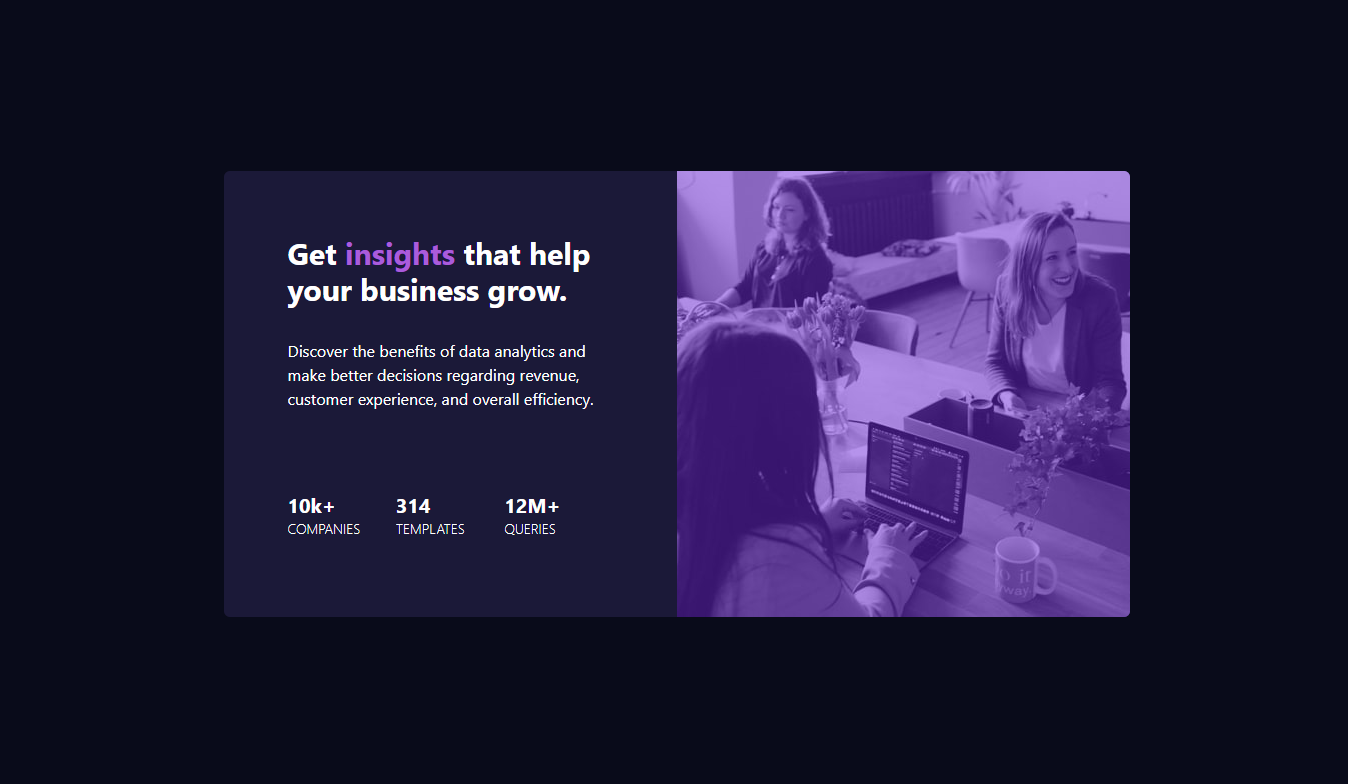 Get insights that help
your business grow.
Discover the benefits of data analytics and
make better decisions regarding revenue,
customer experience, and overall efficiency.
10k+ 314 12M+
COMPANIES TEMPLATES QUERIES